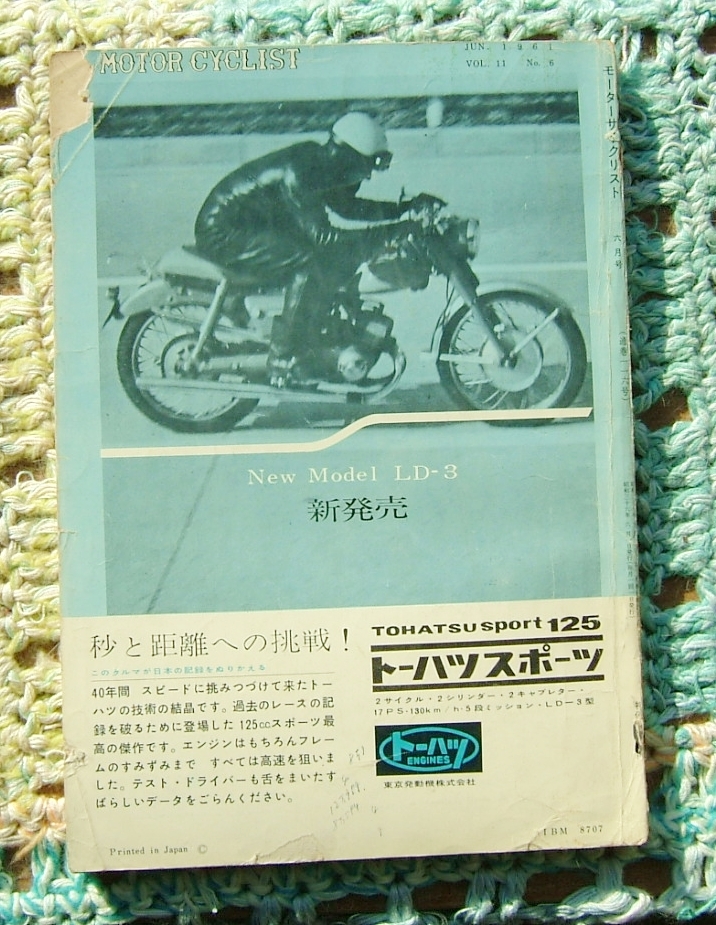 MOTOR CYCLIST
JUN. 1961
VOL. 11 No. 6
モーターサイクリスト
六月号
(通巻一一六号)
New Model LD-3
新発売
秒と距離への挑戦!
このクルマが日本の記録をぬりかえる
40年間 スピードに挑みつづけて来たトー
ハツの技術の結晶です。過去のレースの記
録を破るために登場した 125ccスポーツ最
高の傑作です。エンジンはもちろんフレー
ムのすみずみまで すべては高速を狙いま
した。テスト・ドライバーも舌をまいたす
ばらしいデータをごらんください。
TOHATSU sport 125
トーハツスポーツ
2サイクル・2シリンダー・2キャブレター・
17PS・130km/h・5段ミッション・LD-3型
トーハツ
ENGINES
東京発動機株式会社
Printed in Japan ©
IBM 8707